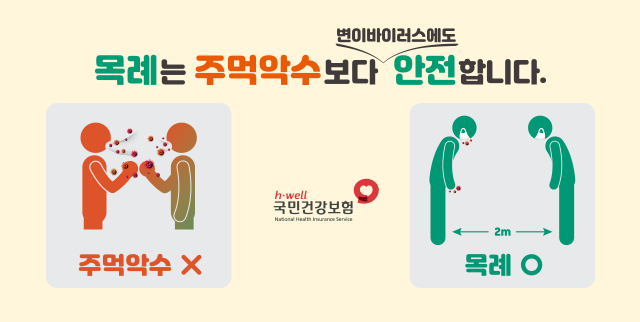 변이바이러스에도
목례는 주먹악수보다 안전합니다.
h·well
국민건강보험
National Health Insurance Service
2m
주먹악수 X
목례 O